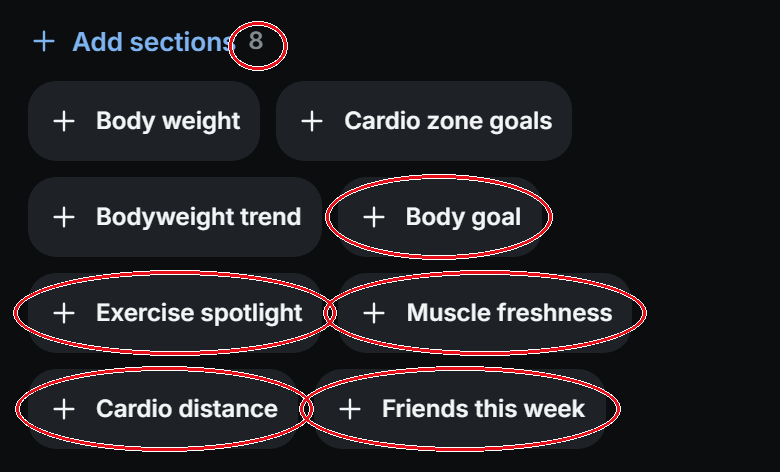 + Add sections 8
+ Body weight + Cardio zone goals
+ Bodyweight trend + Body goal
+ Exercise spotlight + Muscle freshness
+ Cardio distance + Friends this week